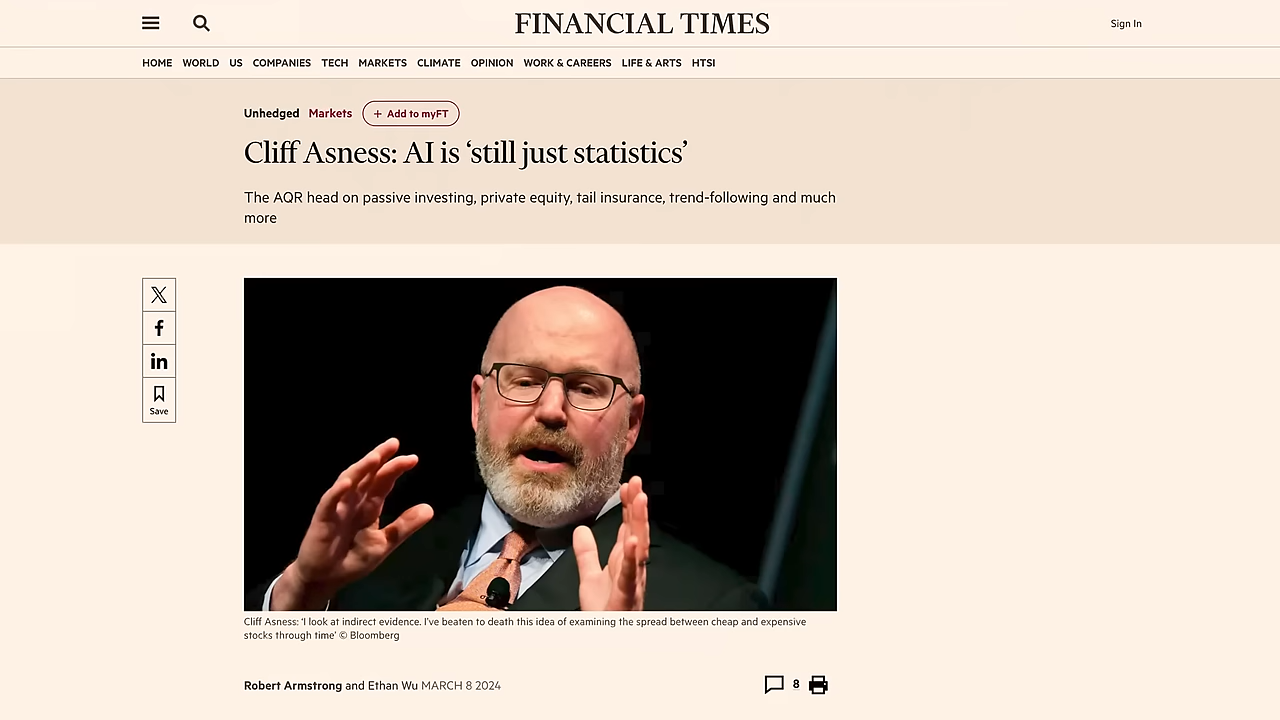 FINANCIAL TIMES
Sign In
HOME WORLD US COMPANIES TECH MARKETS CLIMATE OPINION WORK & CAREERS LIFE & ARTS HTSI
Unhedged Markets + Add to myFT
Cliff Asness: AI is ‘still just statistics’
The AQR head on passive investing, private equity, tail insurance, trend-following and much
more
X
f
in
Save
Cliff Asness: ‘I look at indirect evidence. I’ve beaten to death this idea of examining the spread between cheap and expensive
stocks through time’ © Bloomberg
Robert Armstrong and Ethan Wu MARCH 8 2024
8